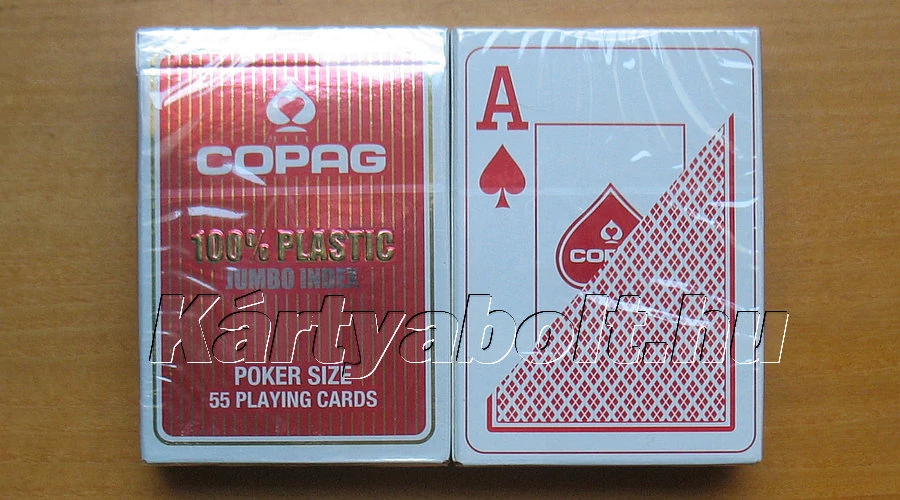 COPAG
100% PLASTIC
JUMBO INDEX
POKER SIZE
55 PLAYING CARDS
A
Kártyabolt.hu